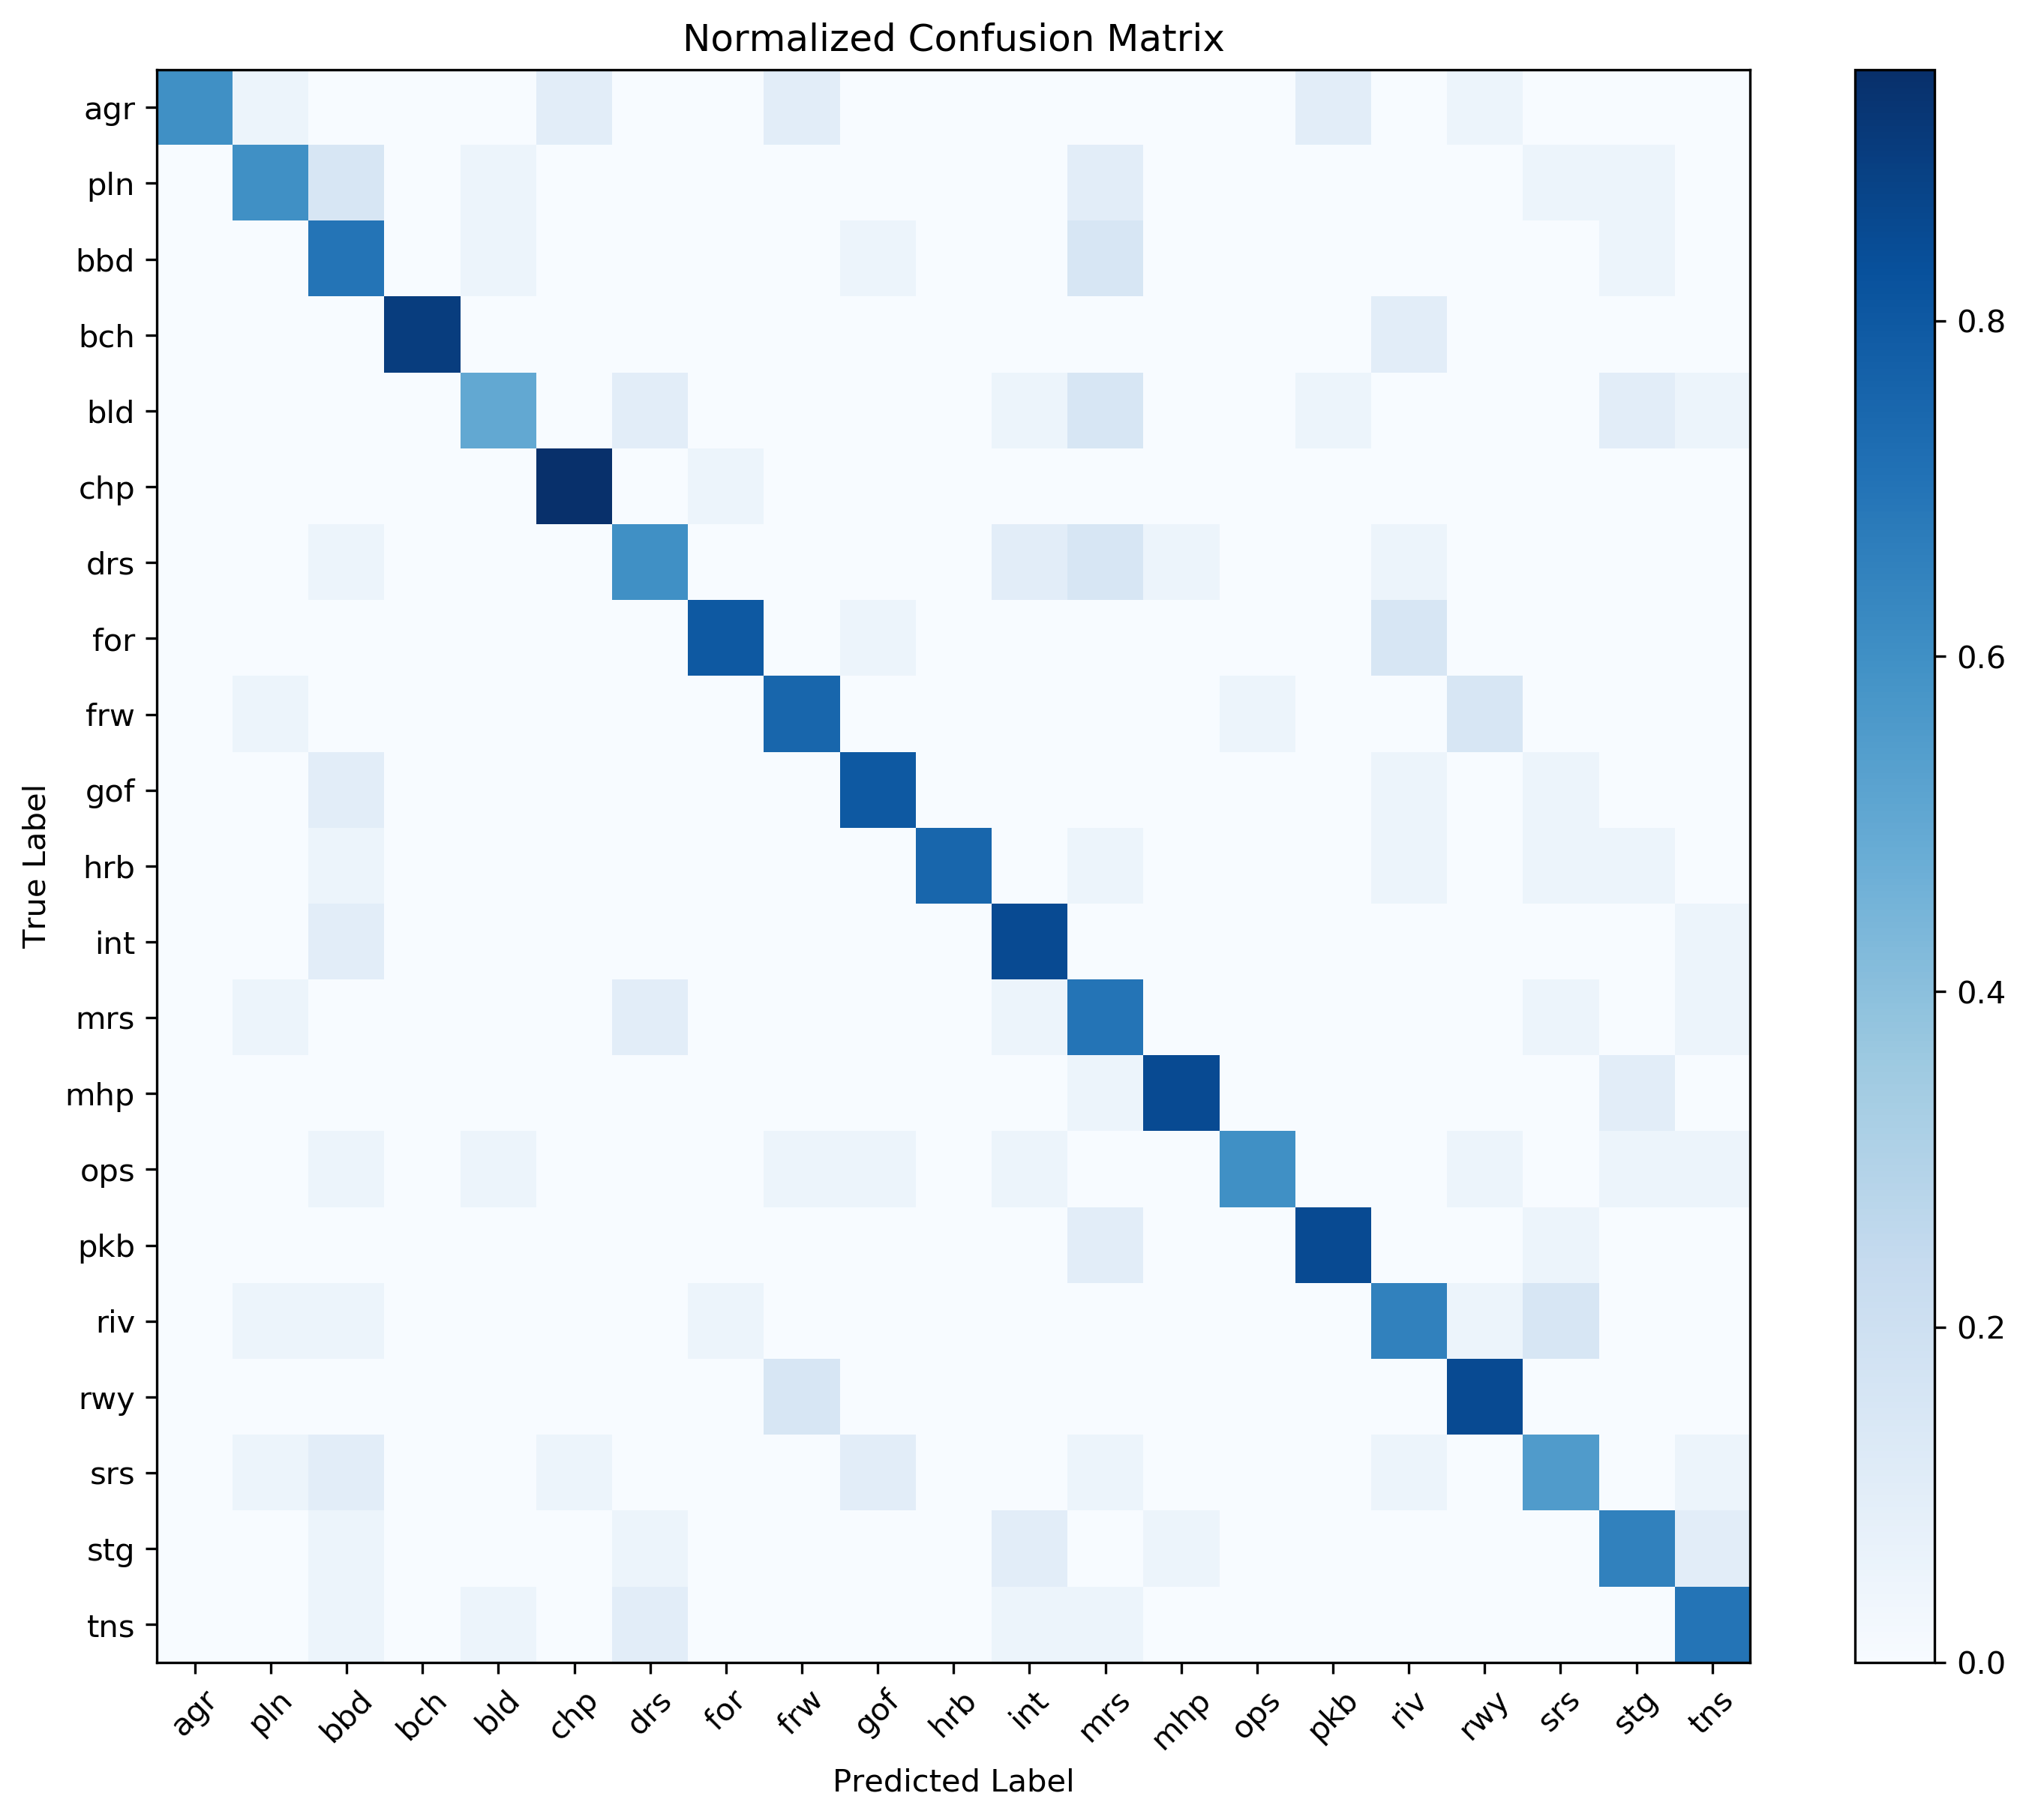 Normalized Confusion Matrix
True Label
agr
pln
bbd
bch
bld
chp
drs
for
frw
gof
hrb
int
mrs
mhp
ops
pkb
riv
rwy
srs
stg
tns
agr pln bbd bch bld chp drs for frw gof hrb int mrs mhp ops pkb riv rwy srs stg tns
Predicted Label
0.8
0.6
0.4
0.2
0.0